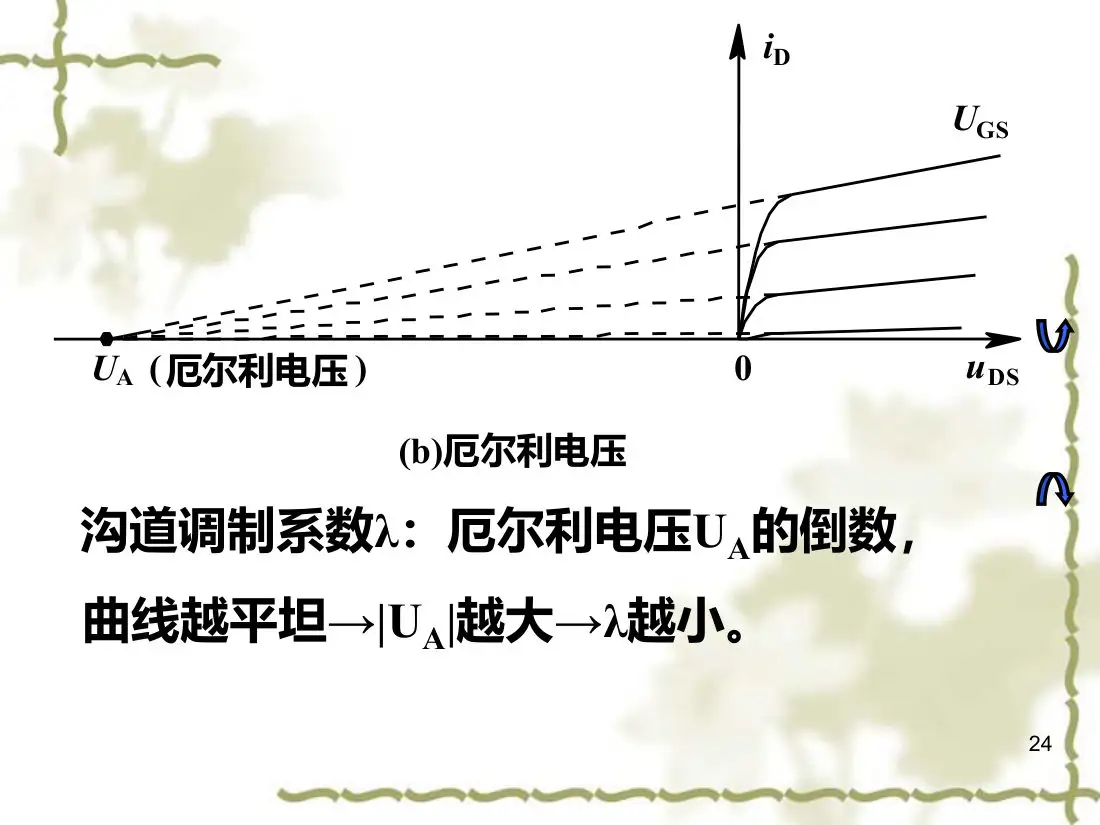 iD
UGS
UA（厄尔利电压）
0
uDS
(b)厄尔利电压
沟道调制系数λ：厄尔利电压UA的倒数，
曲线越平坦→|UA|越大→λ越小。
24